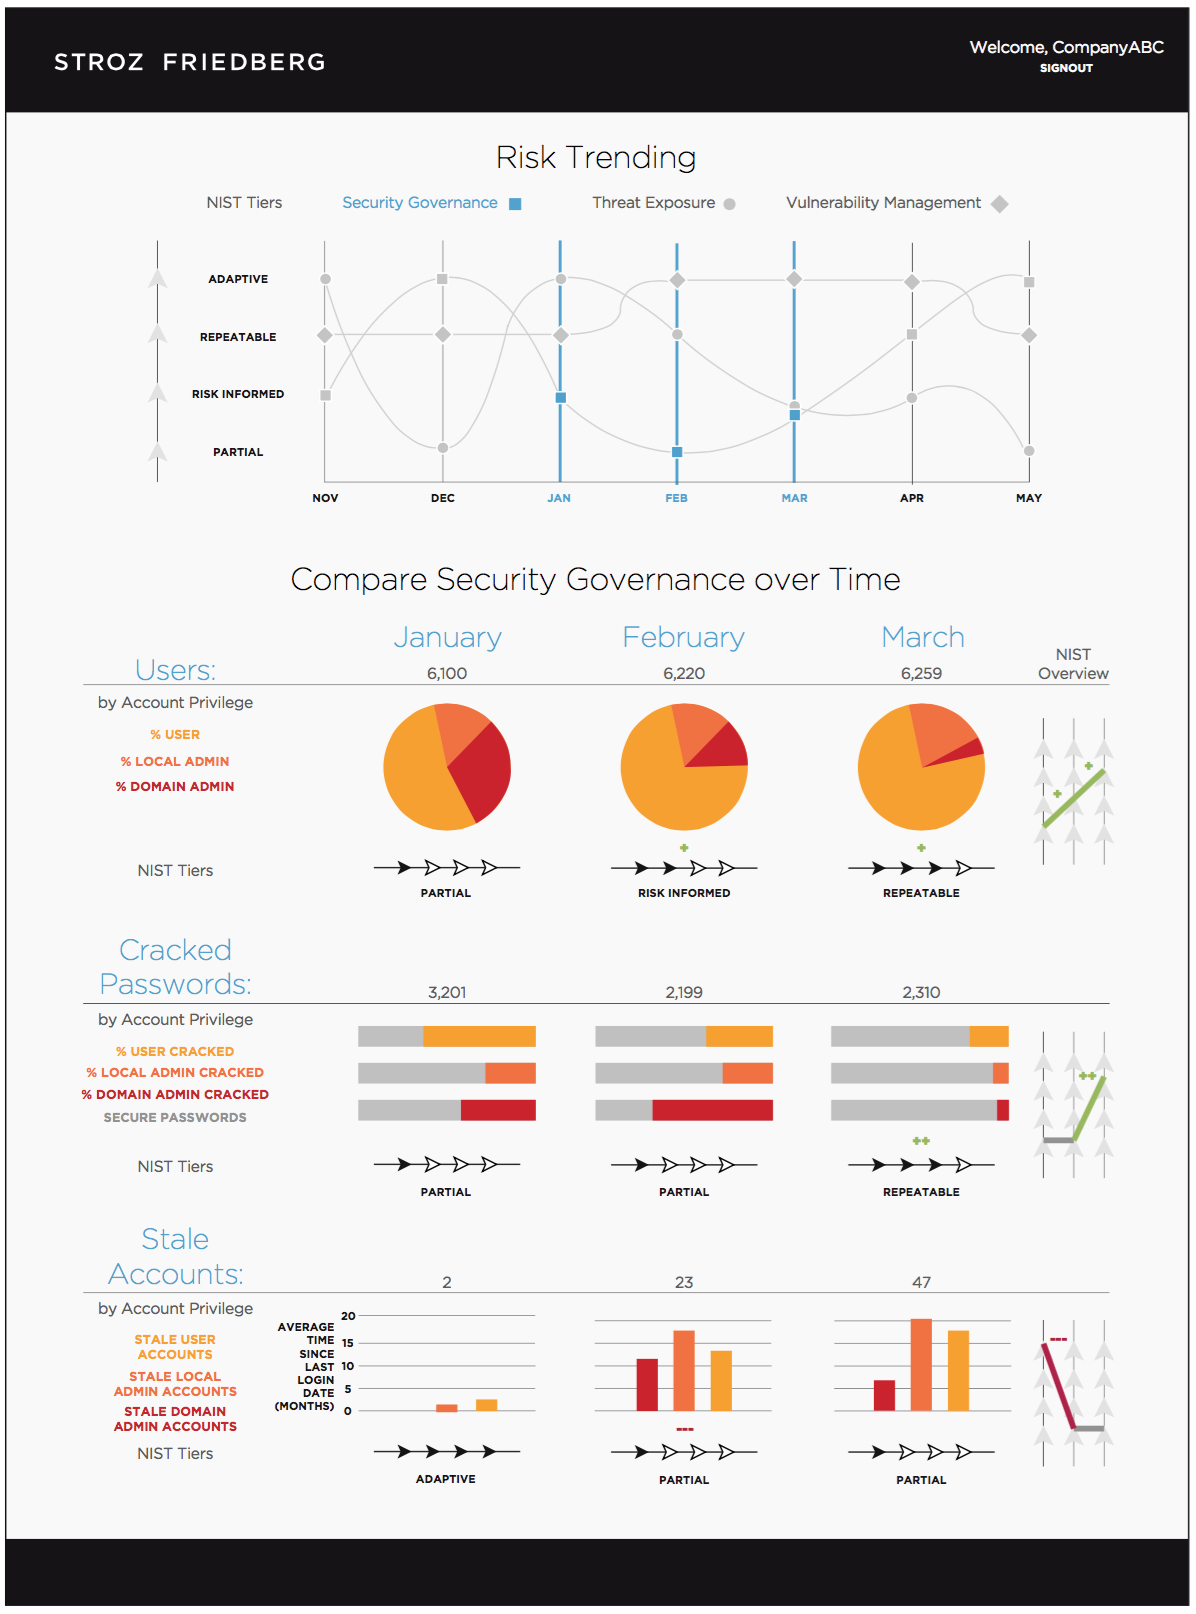 STROZ FRIEDBERG
Welcome, CompanyABC
SIGNOUT
Risk Trending
NIST Tiers
Security Governance
Threat Exposure
Vulnerability Management
ADAPTIVE
REPEATABLE
RISK INFORMED
PARTIAL
NOV DEC JAN FEB MAR APR MAY
Compare Security Governance over Time
January February March
NIST
Overview
Users:
6,100 6,220 6,259
by Account Privilege
% USER
% LOCAL ADMIN
% DOMAIN ADMIN
+ +
+ +
NIST Tiers
PARTIAL RISK INFORMED REPEATABLE
Cracked
Passwords:
3,201 2,199 2,310
by Account Privilege
% USER CRACKED
% LOCAL ADMIN CRACKED
% DOMAIN ADMIN CRACKED
SECURE PASSWORDS
++
++
NIST Tiers
PARTIAL PARTIAL REPEATABLE
Stale
Accounts:
2 23 47
by Account Privilege
STALE USER
ACCOUNTS
STALE LOCAL
ADMIN ACCOUNTS
STALE DOMAIN
ADMIN ACCOUNTS
AVERAGE
TIME
SINCE
LAST
LOGIN
DATE
(MONTHS)
20
15
10
5
0
---
---
NIST Tiers
ADAPTIVE PARTIAL PARTIAL